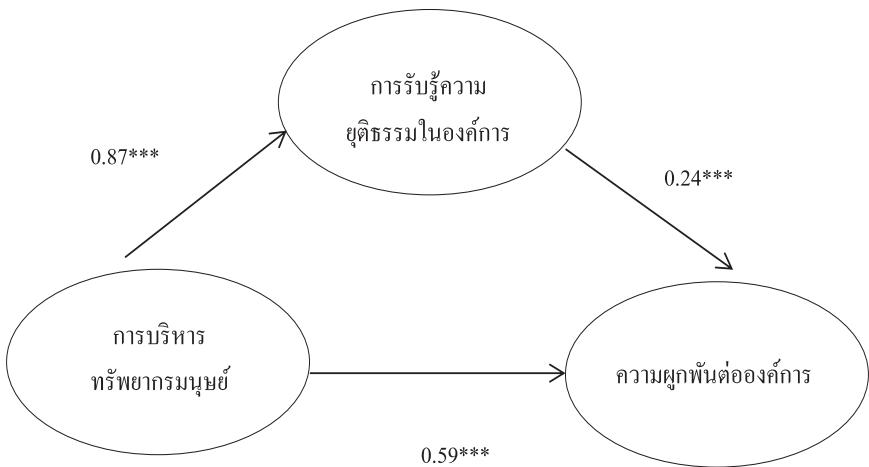 การรับรู้ความ
ยุติธรรมในองค์การ
0.87***
0.24***
การบริหาร
ทรัพยากรมนุษย์
ความผูกพันต่อองค์การ
0.59***